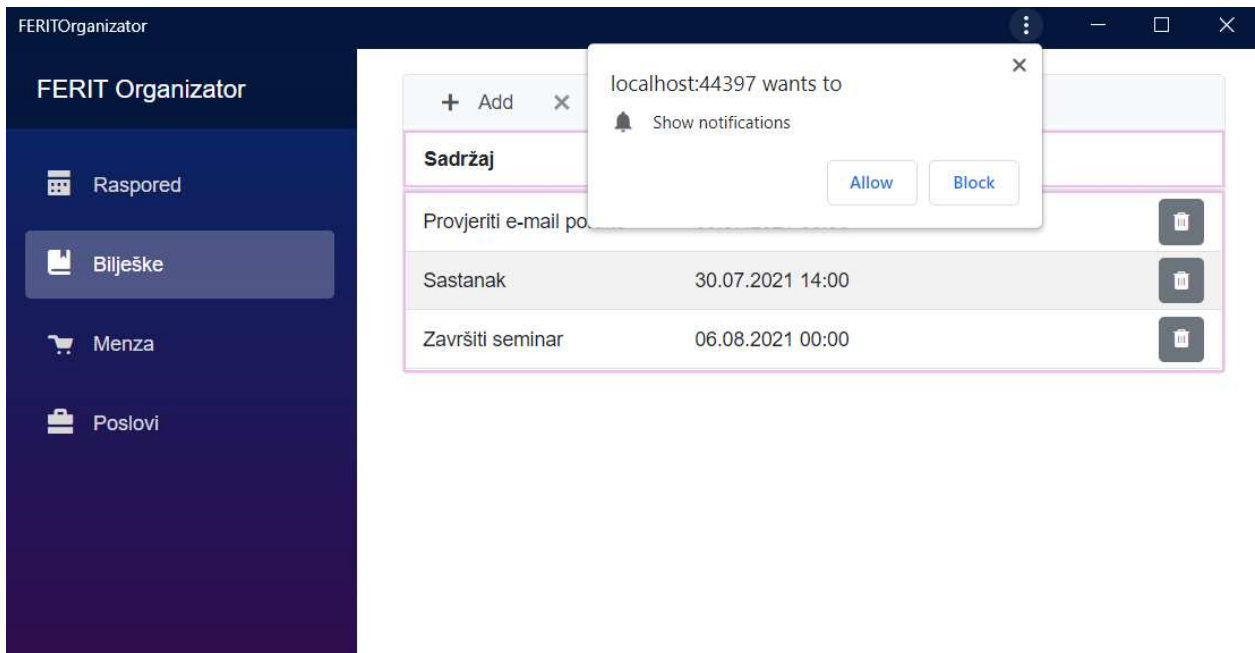 FERITOrganizator
FERIT Organizator
Raspored
Bilješke
Menza
Poslovi
+ Add
localhost:44397 wants to
Show notifications
Allow Block
Sadržaj
Provjeriti e-mail
Sastanak 30.07.2021 14:00
Završiti seminar 06.08.2021 00:00